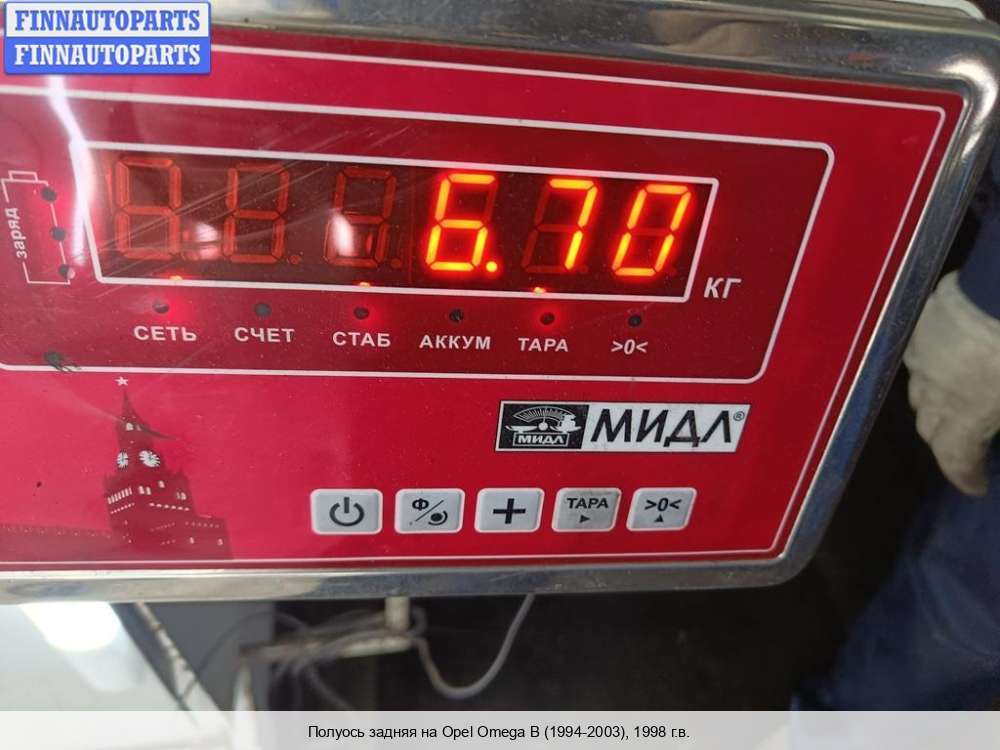 FINNAUTOPARTS
FINNAUTOPARTS
заряд
6.70
КГ
СЕТЬ СЧЕТ СТАБ АККУМ ТАРА >0<
МИДЛ МИДЛ®
Ф ТАРА >0<
Полуось задняя на Opel Omega B (1994-2003), 1998 г.в.